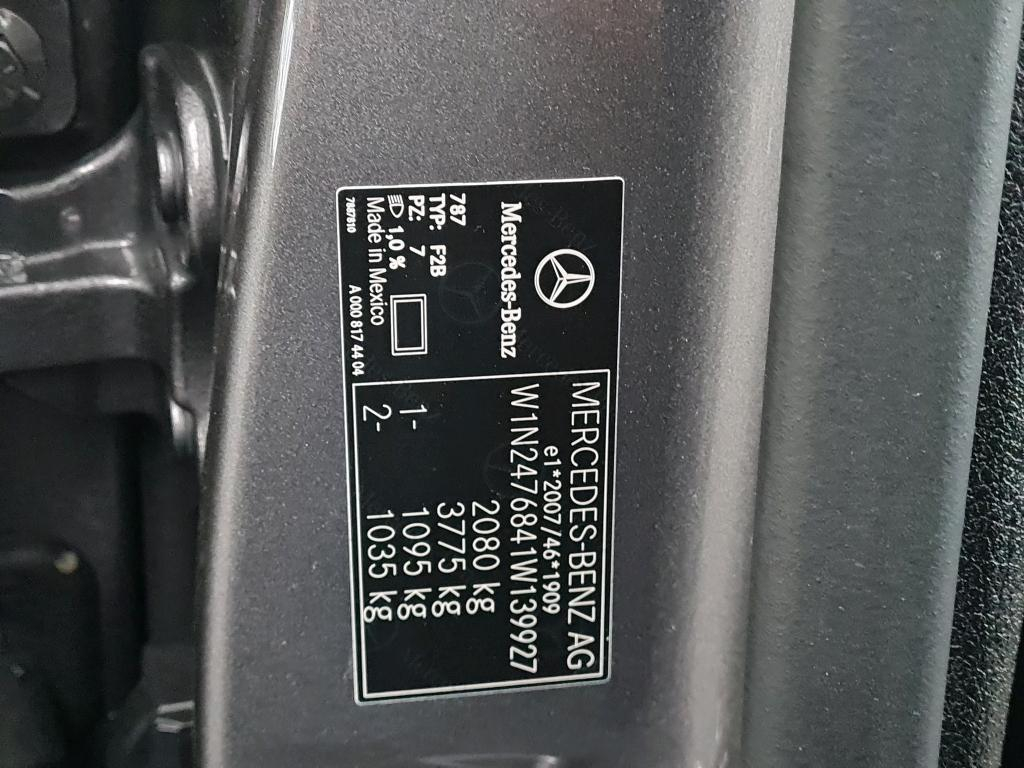 Mercedes-Benz
787
TYP: F2B
PZ: 7
1,0 %
Made in Mexico
7667810
A 000 817 44 04
MERCEDES-BENZ AG
e1*2007/46*1909
W1N2476841W139927
2080 kg
3775 kg
1- 1095 kg
2- 1035 kg